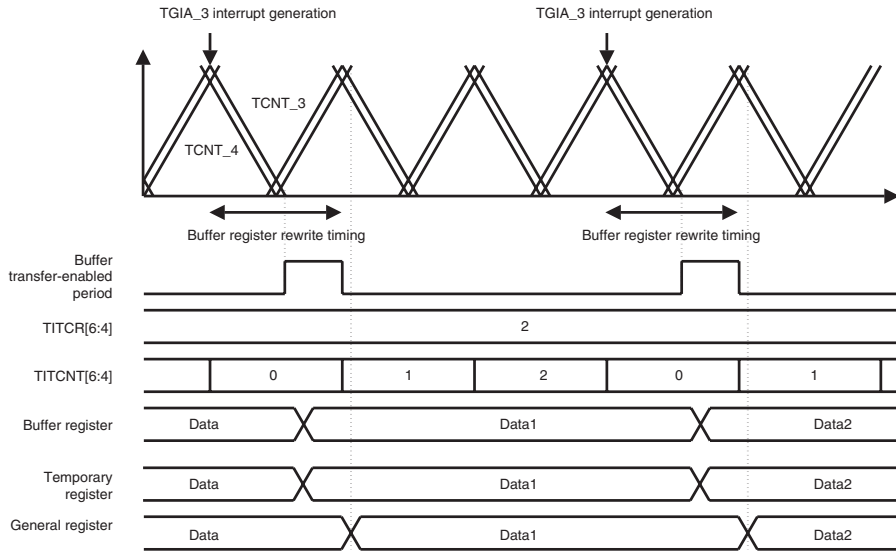 TGIA_3 interrupt generation
TGIA_3 interrupt generation
TCNT_3
TCNT_4
Buffer register rewrite timing
Buffer register rewrite timing
Buffer
transfer-enabled
period
TITCR[6:4]
2
TITCNT[6:4]
0
1
2
0
1
Buffer register
Data
Data1
Data2
Temporary
register
Data
Data1
Data2
General register
Data
Data1
Data2